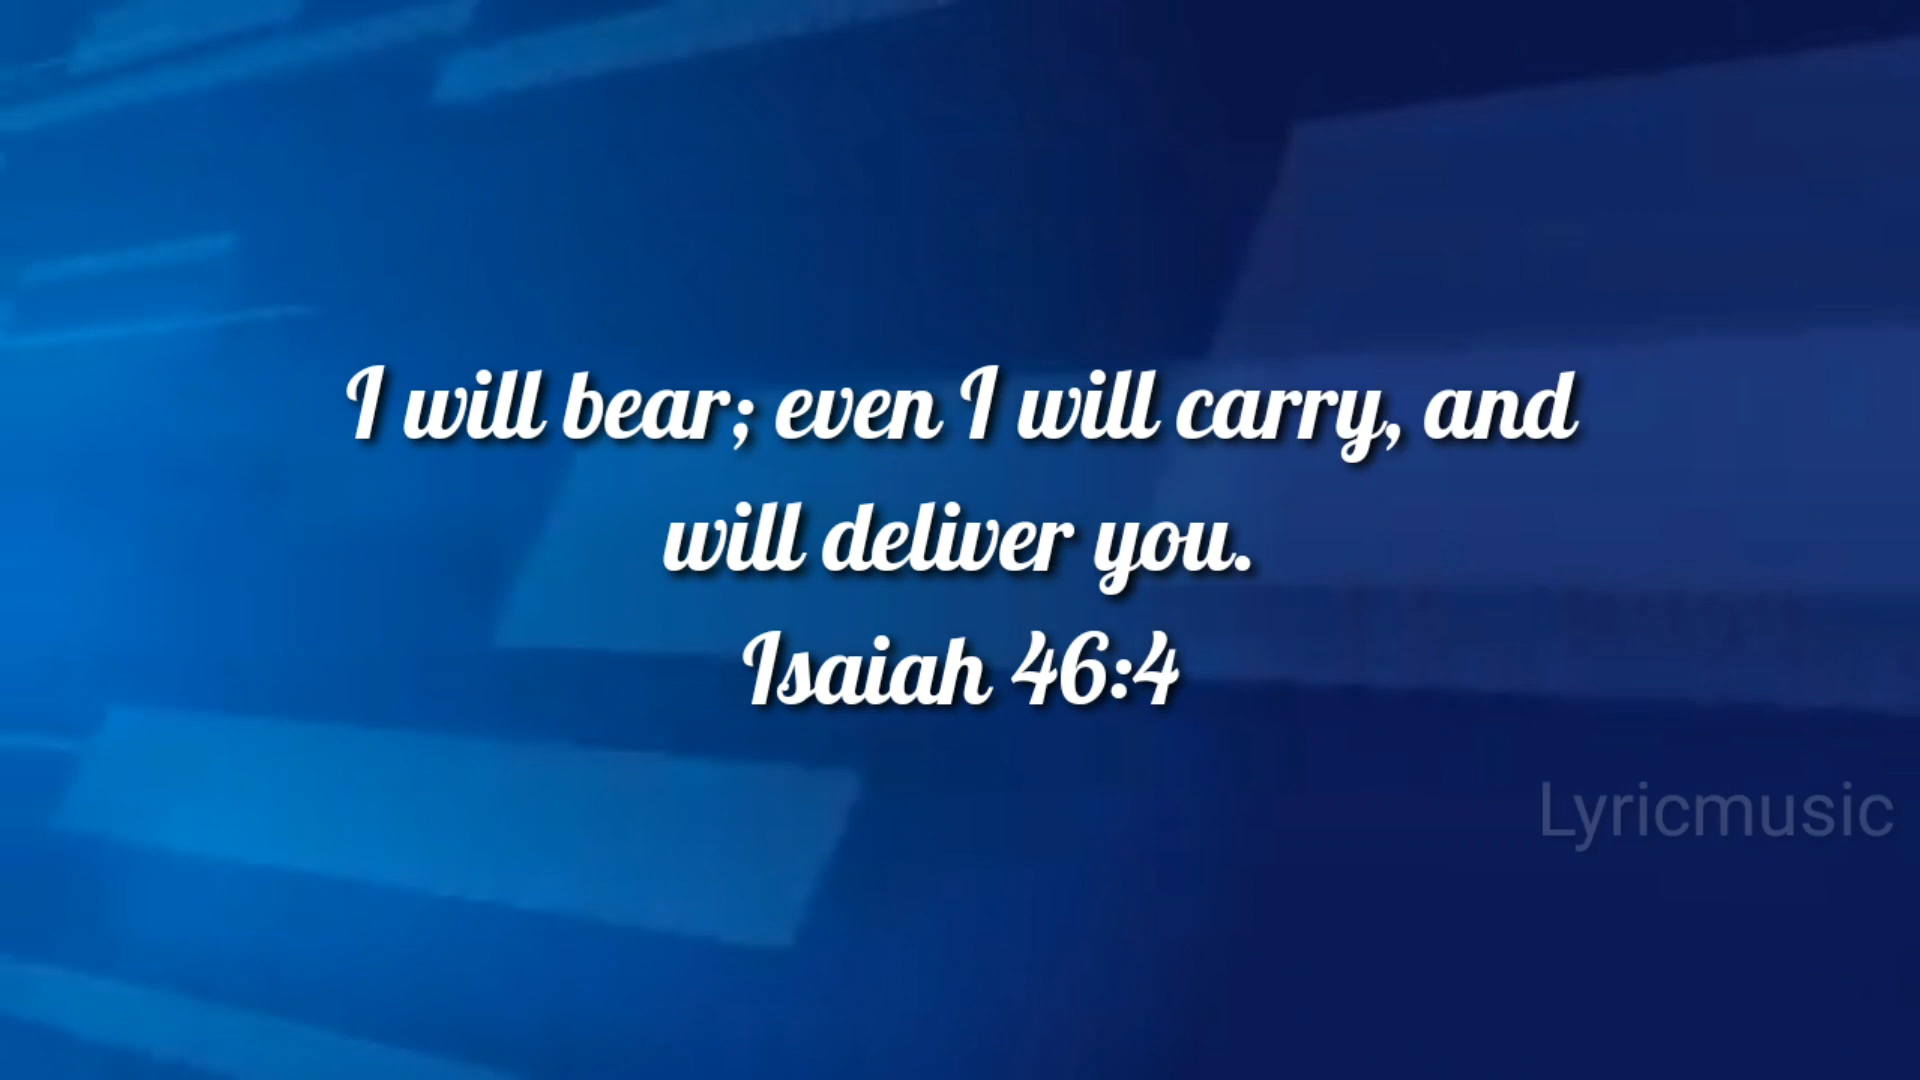 I will bear; even I will carry, and
will deliver you.
Isaiah 46:4
Lyricmusic